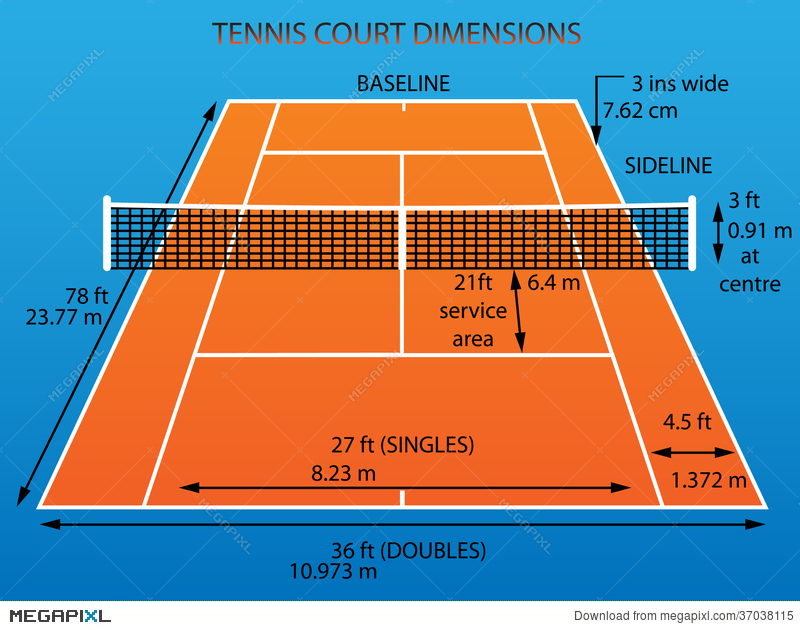 TENNIS COURT DIMENSIONS
BASELINE
3 ins wide
7.62 cm
SIDELINE
3 ft
0.91 m
at
centre
21ft 6.4 m
service
area
78 ft
23.77 m
4.5 ft
1.372 m
27 ft (SINGLES)
8.23 m
36 ft (DOUBLES)
10.973 m
MEGAPIXL
Download from megapixl.com/37038115